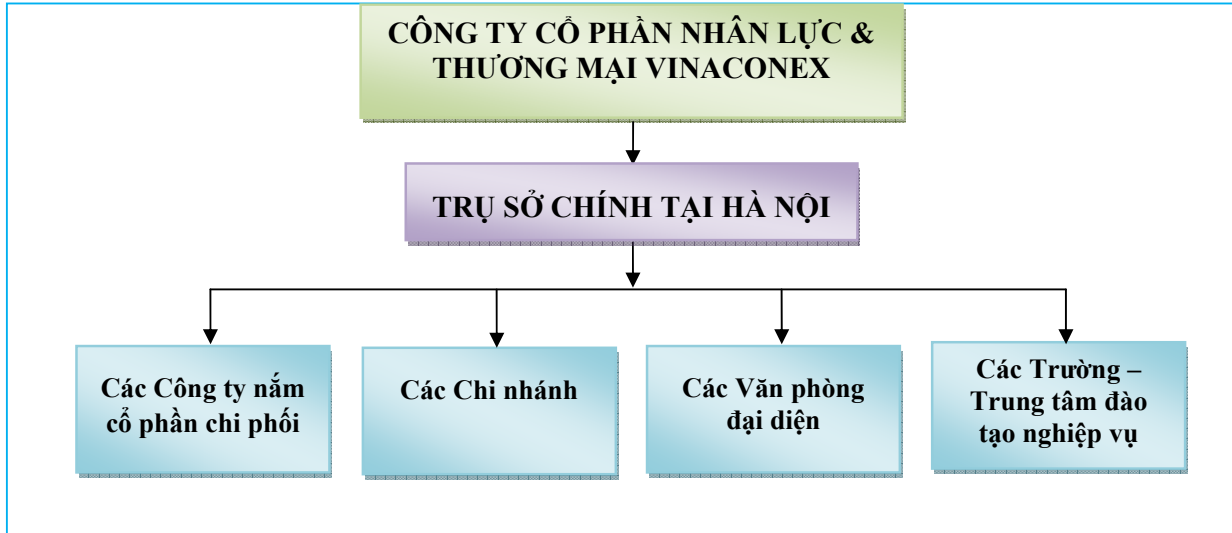 CÔNG TY CỔ PHẦN NHÂN LỰC &
THƯƠNG MẠI VINACONEX
TRỤ SỞ CHÍNH TẠI HÀ NỘI
Các Công ty nắm
cổ phần chi phối
Các Chi nhánh
Các Văn phòng
đại diện
Các Trường –
Trung tâm đào
tạo nghiệp vụ